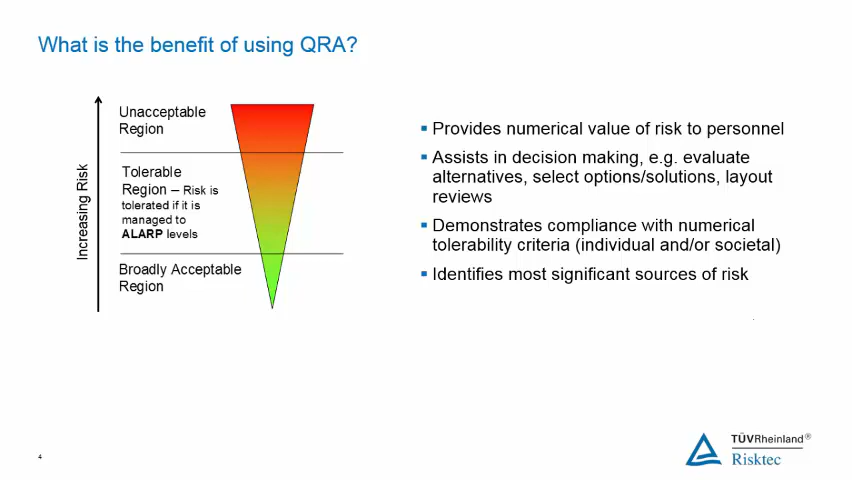 What is the benefit of using QRA?
Increasing Risk
Unacceptable
Region
Tolerable
Region – Risk is
tolerated if it is
managed to
ALARP levels
Broadly Acceptable
Region
▪ Provides numerical value of risk to personnel
▪ Assists in decision making, e.g. evaluate
alternatives, select options/solutions, layout
reviews
▪ Demonstrates compliance with numerical
tolerability criteria (individual and/or societal)
▪ Identifies most significant sources of risk
4
TÜVRheinland®
Risktec